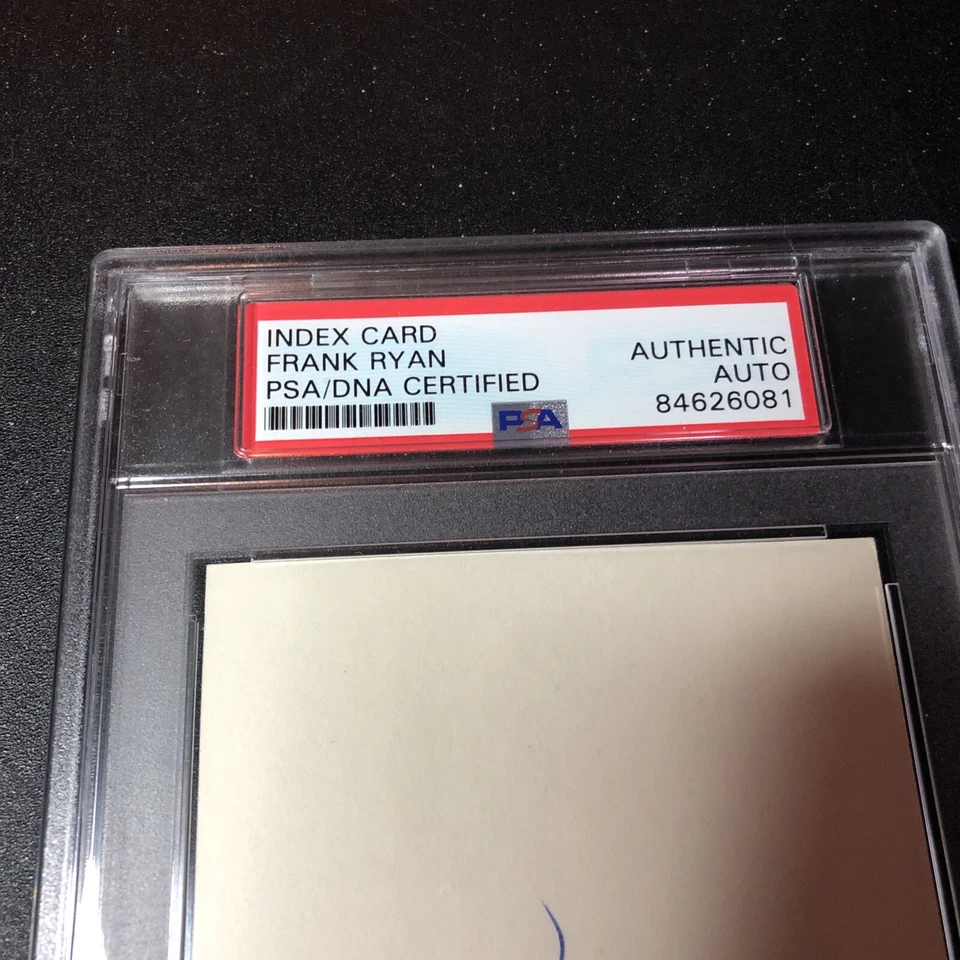 INDEX CARD
FRANK RYAN
PSA/DNA CERTIFIED
AUTHENTIC
AUTO
84626081
PSA